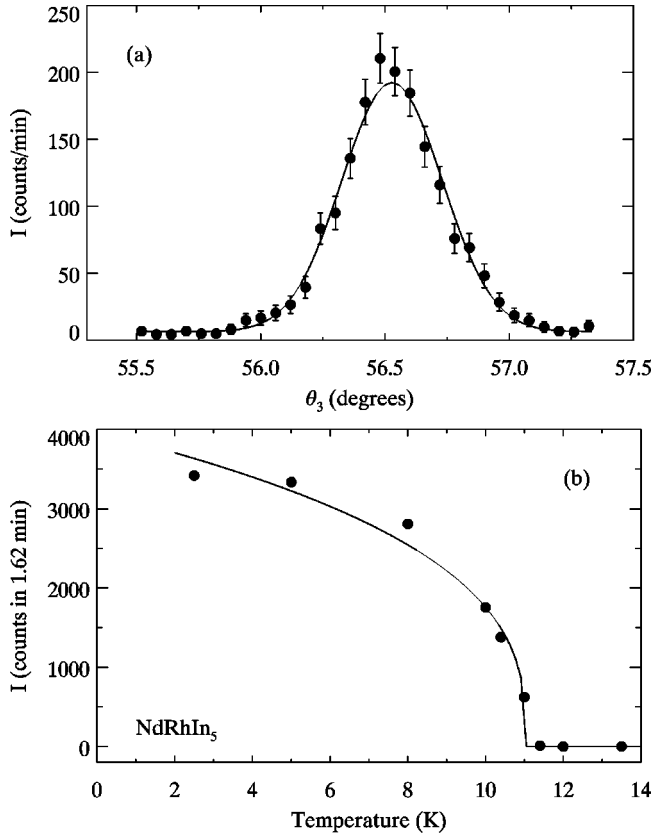 250
200
150
100
50
0
I (counts/min)
(a)
55.5 56.0 56.5 57.0 57.5
θ₃ (degrees)
4000
3000
2000
1000
0
I (counts in 1.62 min)
(b)
NdRhIn₅
0 2 4 6 8 10 12 14
Temperature (K)